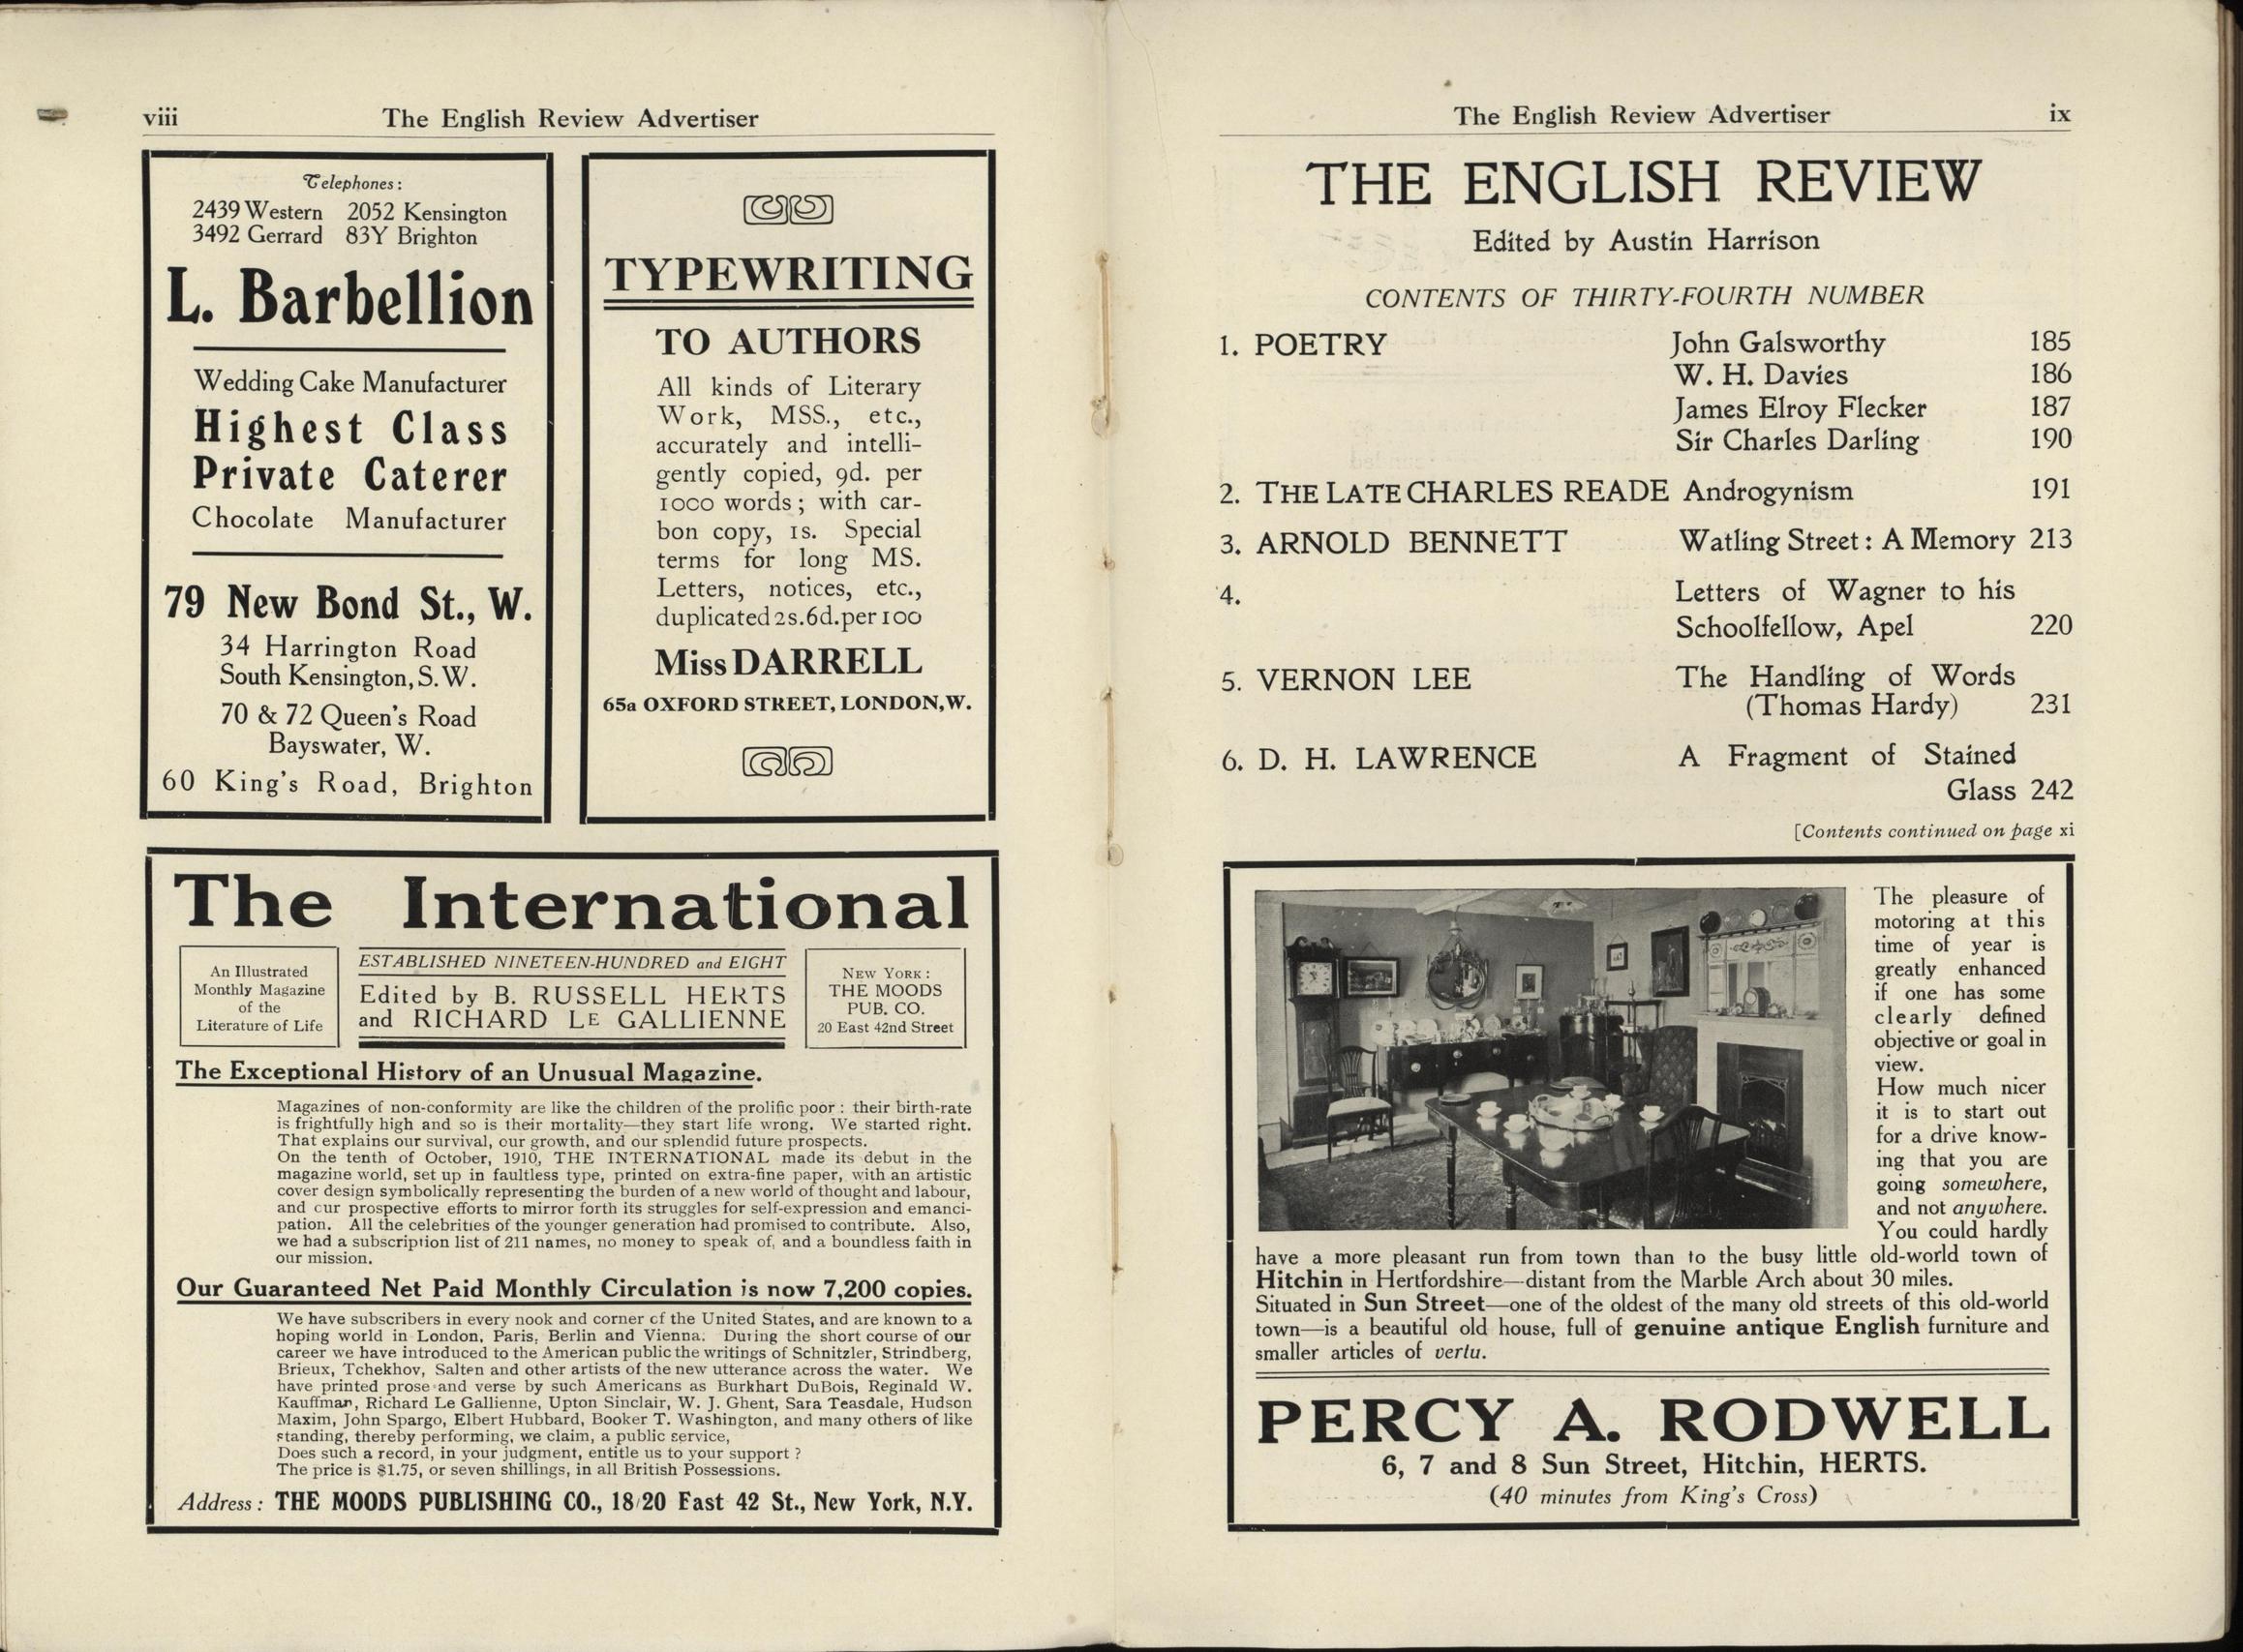 viii
The English Review Advertiser
Telephones:
2439 Western 2052 Kensington
3492 Gerrard 83Y Brighton
L. Barbellion
Wedding Cake Manufacturer
Highest Class
Private Caterer
Chocolate Manufacturer
79 New Bond St., W.
34 Harrington Road
South Kensington, S.W.
70 & 72 Queen's Road
Bayswater, W.
60 King's Road, Brighton
TYPEWRITING
TO AUTHORS
All kinds of Literary
Work, MSS., etc.,
accurately and intelli-
gently copied, 9d. per
1000 words; with car-
bon copy, 1s. Special
terms for long MS.
Letters, notices, etc.,
duplicated 2s.6d.per 100
Miss DARRELL
65a OXFORD STREET, LONDON,W.
The International
An Illustrated
Monthly Magazine
of the
Literature of Life
ESTABLISHED NINETEEN-HUNDRED and EIGHT
Edited by B. RUSSELL HERTS
and RICHARD LE GALLIENNE
NEW YORK:
THE MOODS
PUB. CO.
20 East 42nd Street
The Exceptional History of an Unusual Magazine.
Magazines of non-conformity are like the children of the prolific poor: their birth-rate
is frightfully high and so is their mortality—they start life wrong. We started right.
That explains our survival, our growth, and our splendid future prospects.
On the tenth of October, 1910, THE INTERNATIONAL made its debut in the
magazine world, set up in faultless type, printed on extra-fine paper, with an artistic
cover design symbolically representing the burden of a new world of thought and labour,
and our prospective efforts to mirror forth its struggles for self-expression and emanci-
pation. All the celebrities of the younger generation had promised to contribute. Also,
we had a subscription list of 211 names, no money to speak of, and a boundless faith in
our mission.
Our Guaranteed Net Paid Monthly Circulation is now 7,200 copies.
We have subscribers in every nook and corner of the United States, and are known to a
hoping world in London, Paris, Berlin and Vienna. During the short course of our
career we have introduced to the American public the writings of Schnitzler, Strindberg,
Brieux, Tchekhov, Salten and other artists of the new utterance across the water. We
have printed prose and verse by such Americans as Burkhart DuBois, Reginald W.
Kauffman, Richard Le Gallienne, Upton Sinclair, W. J. Ghent, Sara Teasdale, Hudson
Maxim, John Spargo, Elbert Hubbard, Booker T. Washington, and many others of like
standing, thereby performing, we claim, a public service,
Does such a record, in your judgment, entitle us to your support?
The price is $1.75, or seven shillings, in all British Possessions.
Address: THE MOODS PUBLISHING CO., 18/20 East 42 St., New York, N.Y.
The English Review Advertiser
ix
THE ENGLISH REVIEW
Edited by Austin Harrison
CONTENTS OF THIRTY-FOURTH NUMBER
1. POETRY John Galsworthy 185
W. H. Davies 186
James Elroy Flecker 187
Sir Charles Darling 190
2. THE LATE CHARLES READE Androgynism 191
3. ARNOLD BENNETT Watling Street: A Memory 213
4. Letters of Wagner to his
Schoolfellow, Apel 220
5. VERNON LEE The Handling of Words
(Thomas Hardy) 231
6. D. H. LAWRENCE A Fragment of Stained
Glass 242
[Contents continued on page xi
The pleasure of
motoring at this
time of year is
greatly enhanced
if one has some
clearly defined
objective or goal in
view.
How much nicer
it is to start out
for a drive know-
ing that you are
going somewhere,
and not anywhere.
You could hardly
have a more pleasant run from town than to the busy little old-world town of
Hitchin in Hertfordshire—distant from the Marble Arch about 30 miles.
Situated in Sun Street—one of the oldest of the many old streets of this old-world
town—is a beautiful old house, full of genuine antique English furniture and
smaller articles of vertu.
PERCY A. RODWELL
6, 7 and 8 Sun Street, Hitchin, HERTS.
(40 minutes from King's Cross)